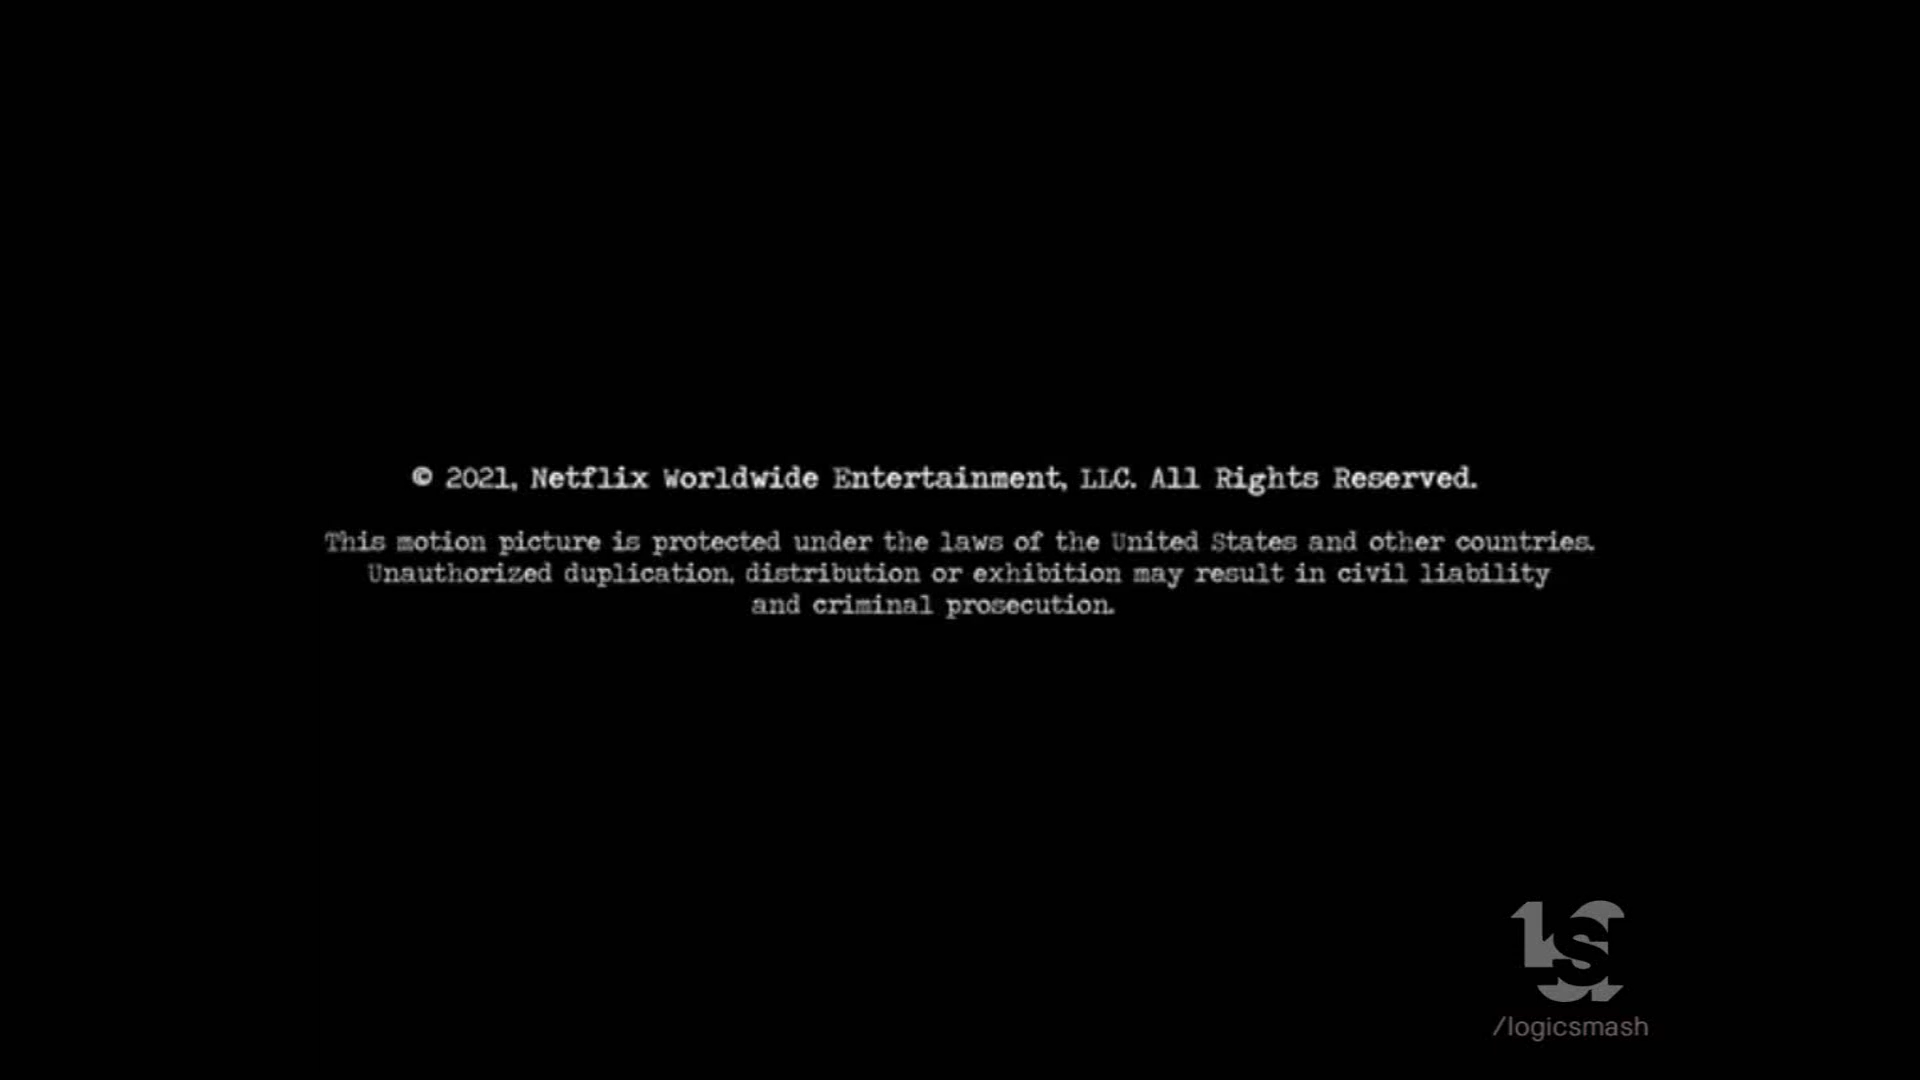 © 2021, Netflix Worldwide Entertainment, LLC. All Rights Reserved.
This motion picture is protected under the laws of the United States and other countries.
Unauthorized duplication, distribution or exhibition may result in civil liability
and criminal prosecution.
ls
/logicsmash